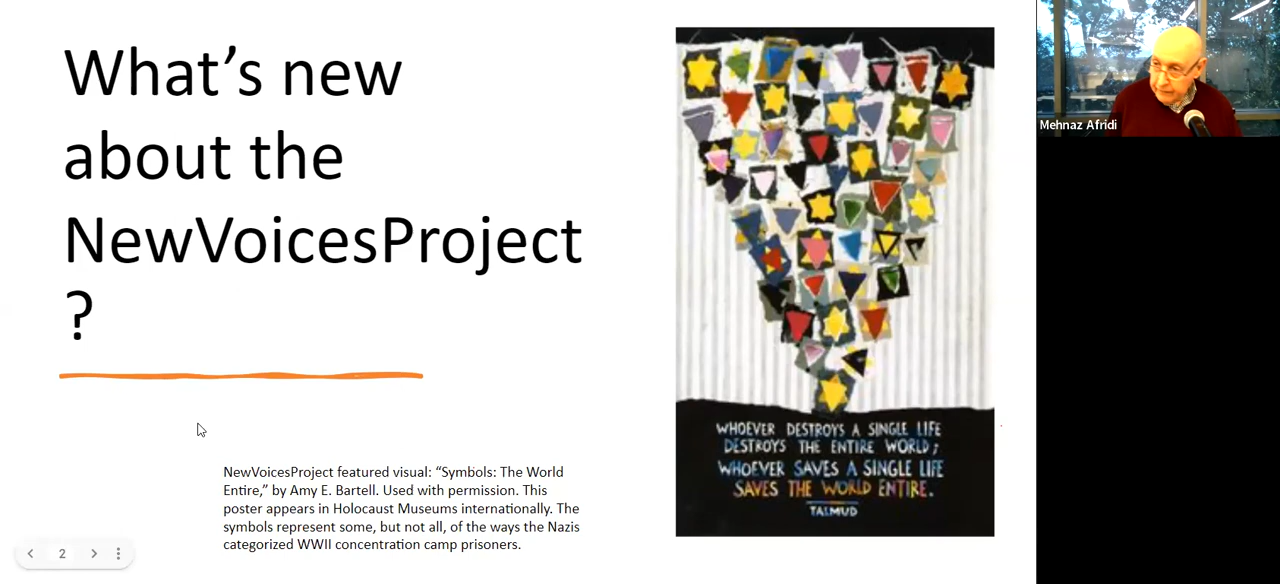 What’s new
about the
NewVoicesProject
?
NewVoicesProject featured visual: “Symbols: The World
Entire,” by Amy E. Bartell. Used with permission. This
poster appears in Holocaust Museums internationally. The
symbols represent some, but not all, of the ways the Nazis
categorized WWII concentration camp prisoners.
WHOEVER DESTROYS A SINGLE LIFE
DESTROYS THE ENTIRE WORLD;
WHOEVER SAVES A SINGLE LIFE
SAVES THE WORLD ENTIRE.
TALMUD
2
Mehnaz Afridi